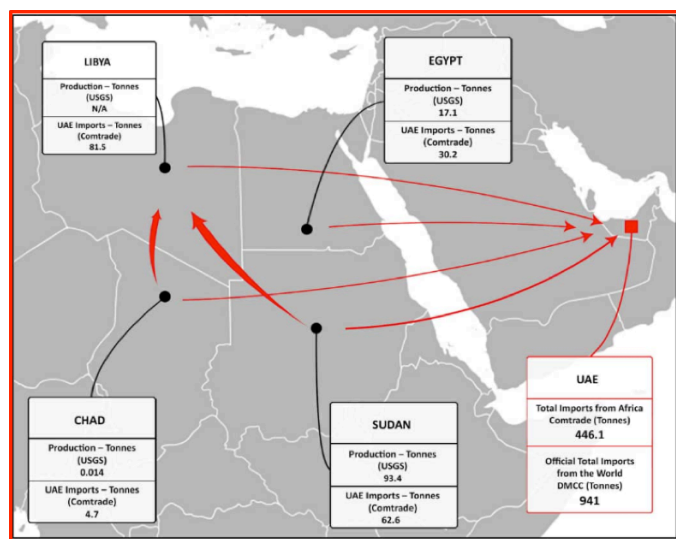 LIBYA
Production – Tonnes
(USGS)
N/A
UAE Imports – Tonnes
(Comtrade)
81.5
EGYPT
Production – Tonnes
(USGS)
17.1
UAE Imports – Tonnes
(Comtrade)
30.2
CHAD
Production – Tonnes
(USGS)
0.014
UAE Imports – Tonnes
(Comtrade)
4.7
SUDAN
Production – Tonnes
(USGS)
93.4
UAE Imports – Tonnes
(Comtrade)
62.6
UAE
Total Imports from Africa
Comtrade (Tonnes)
446.1
Official Total Imports
from the World
DMCC (Tonnes)
941